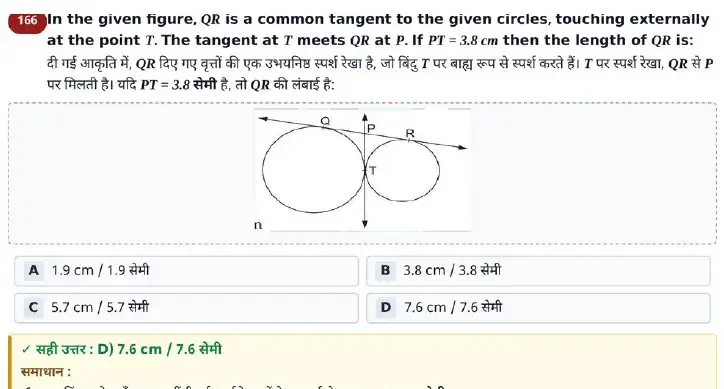 166 In the given figure, QR is a common tangent to the given circles, touching externally
at the point T. The tangent at T meets QR at P. If PT = 3.8 cm then the length of QR is:
दी गई आकृति में, QR दिए गए वृत्तों की एक उभयनिष्ठ स्पर्श रेखा है, जो बिंदु T पर बाह्य रूप से स्पर्श करते हैं। T पर स्पर्श रेखा, QR से P
पर मिलती है। यदि PT = 3.8 सेमी है, तो QR की लंबाई है:
Q
P
R
T
n
A 1.9 cm / 1.9 सेमी
B 3.8 cm / 3.8 सेमी
C 5.7 cm / 5.7 सेमी
D 7.6 cm / 7.6 सेमी
✓ सही उत्तर : D) 7.6 cm / 7.6 सेमी
समाधान :